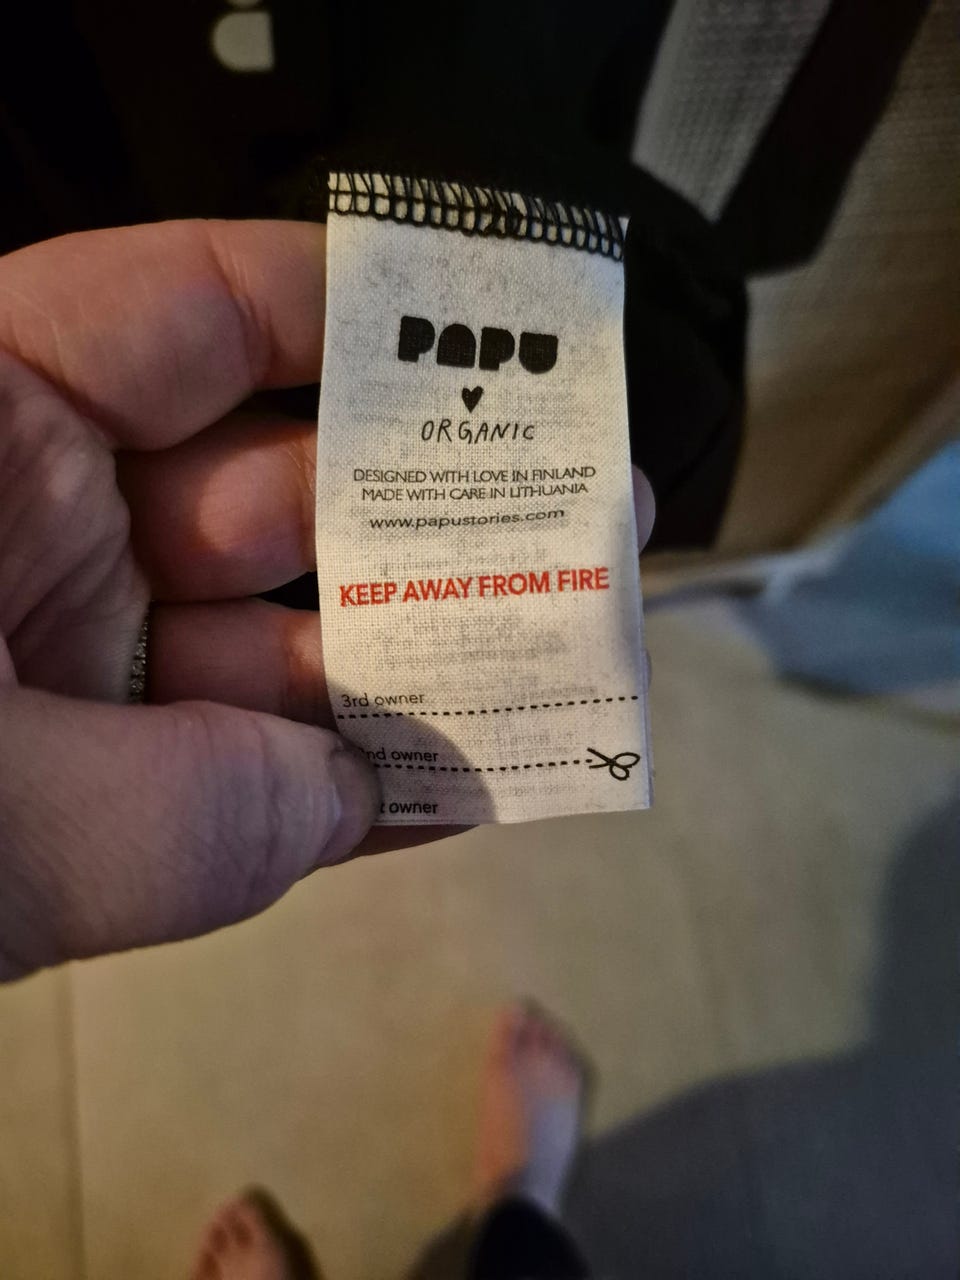 PAPU
ORGANIC
DESIGNED WITH LOVE IN FINLAND
MADE WITH CARE IN LITHUANIA
www.papustories.com
KEEP AWAY FROM FIRE
3rd owner
nd owner
t owner